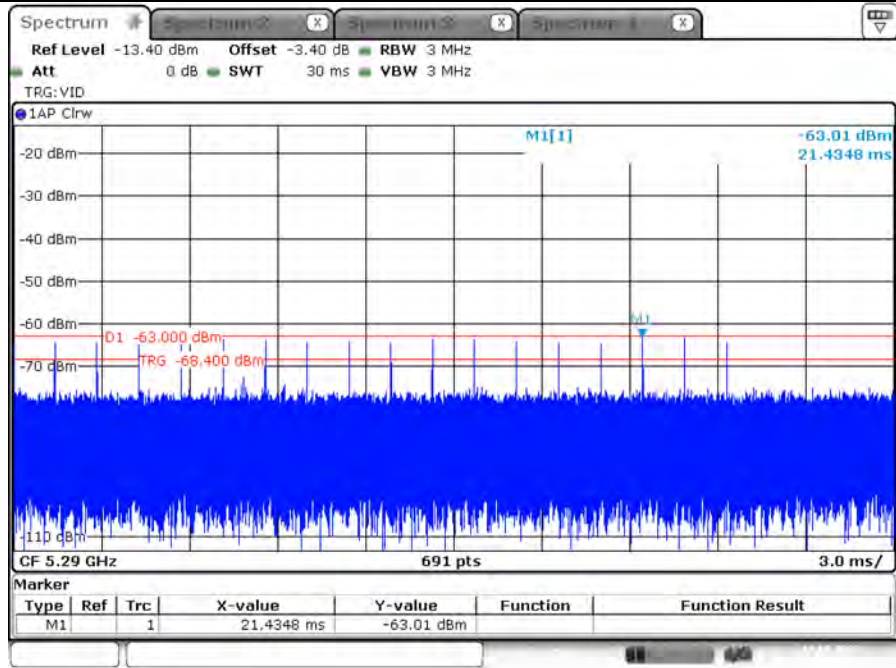 Spectrum
Spectrum 2 X
Spectrum 3 X
X
Ref Level -13.40 dBm Offset -3.40 dB RBW 3 MHz
Att 0 dB SWT 30 ms VBW 3 MHz
TRG:VID
1AP Clrw
M1[1] -63.01 dBm
21.4348 ms
-20 dBm
-30 dBm
-40 dBm
-50 dBm
-60 dBm
M1
D1 -63.000 dBm
TRG -68.400 dBm
-70 dBm
-110 dBm
CF 5.29 GHz 691 pts 3.0 ms/
Marker
Type Ref Trc X-value Y-value Function Function Result
M1 1 21.4348 ms -63.01 dBm